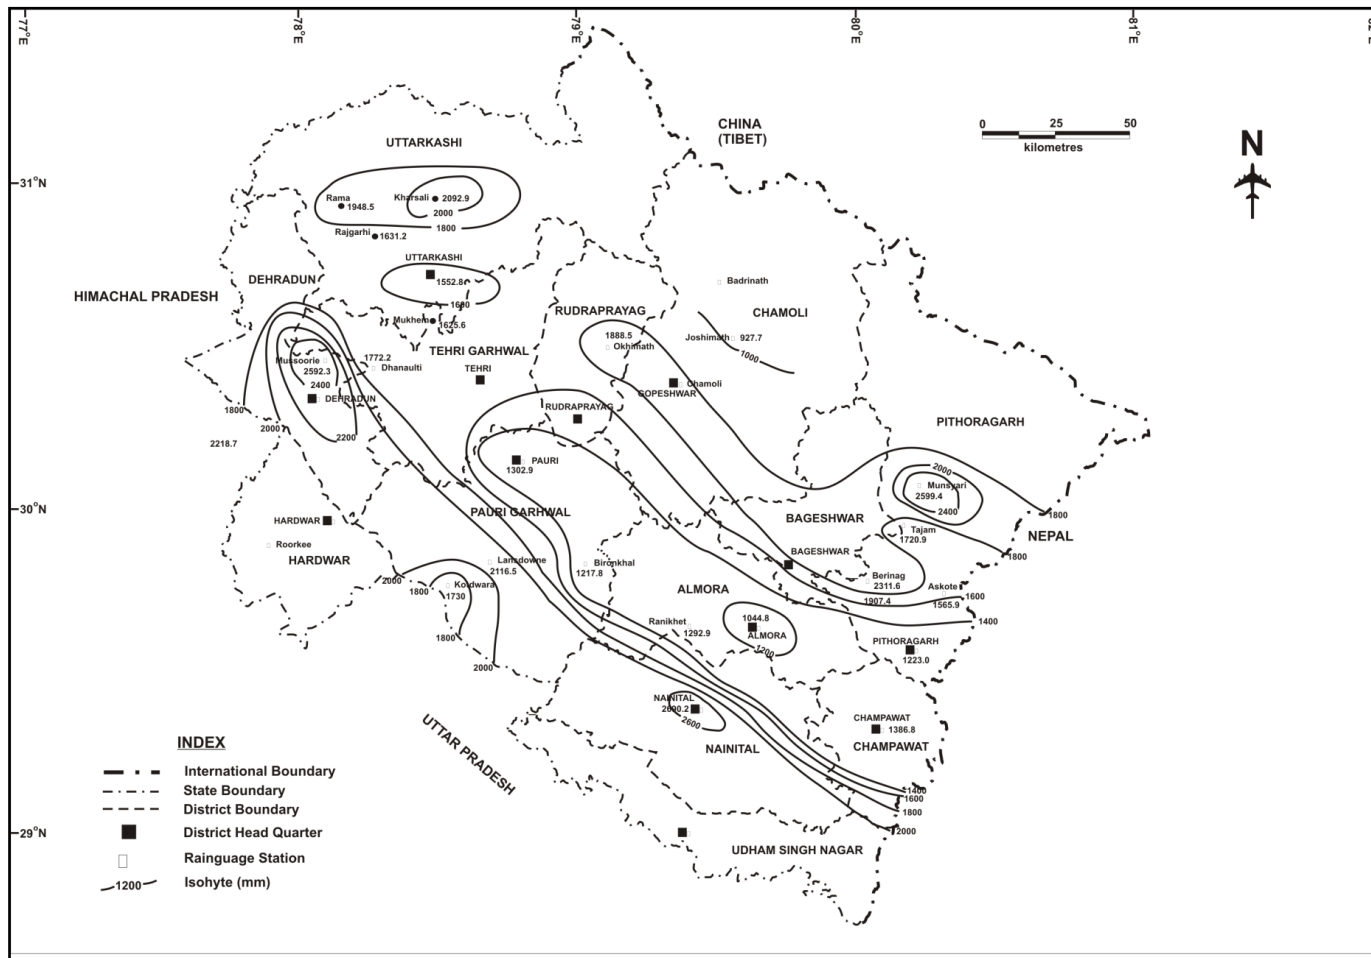 77°E
78°E
79°E
80°E
81°E
CHINA
(TIBET)
0 25 50
kilometres
N
UTTARKASHI
31°N
Rama
1948.5
Kharsali 2092.9
2000
1800
Rajgarhi
1631.2
UTTARKASHI
1552.8
1600
Mukhem
1625.6
DEHRADUN
HIMACHAL PRADESH
Badrinath
CHAMOLI
RUDRAPRAYAG
1888.5
Okhimath
Joshimath 927.7
1000
TEHRI GARHWAL
TEHRI
1772.2
Dhanaulti
Mussoorie
2592.3
2400
DEHRADUN
Chamoli
GOPESHWAR
1800
2000
2200
2218.7
RUDRAPRAYAG
PITHORAGARH
PAURI
1302.9
2000
Munsyari
2599.4
2400
1800
30°N
HARDWAR
PAURI GARHWAL
BAGESHWAR
NEPAL
Tajam
1720.9
1800
Roorkee
HARDWAR
BAGESHWAR
Lansdowne
2116.5
Bironkhal
1217.8
2000
1800
Kotdwara
1730
Berinag
2311.6
1907.4
Askote
1565.9
1600
ALMORA
1400
1044.8
ALMORA
1200
Ranikhet
1292.9
1800
2000
PITHORAGARH
1223.0
NAINITAL
2690.2
2600
NAINITAL
CHAMPAWAT
1386.8
CHAMPAWAT
UTTAR PRADESH
1400
1600
1800
2000
29°N
UDHAM SINGH NAGAR
INDEX
International Boundary
State Boundary
District Boundary
District Head Quarter
Rainguage Station
1200 Isohyte (mm)